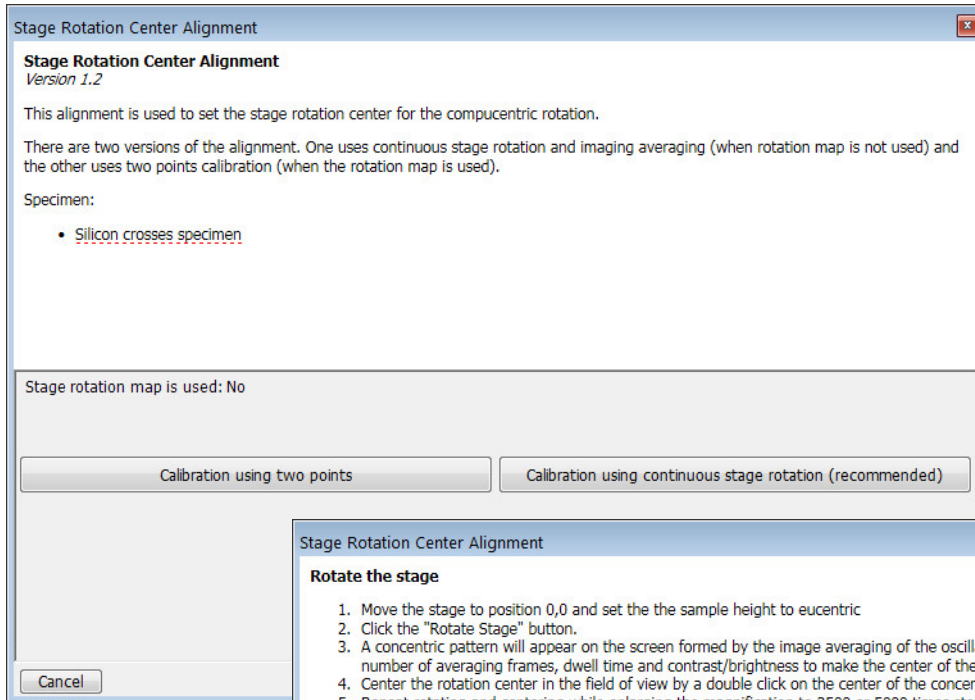 Stage Rotation Center Alignment
Stage Rotation Center Alignment
Version 1.2
This alignment is used to set the stage rotation center for the compucentric rotation.
There are two versions of the alignment. One uses continuous stage rotation and imaging averaging (when rotation map is not used) and
the other uses two points calibration (when the rotation map is used).
Specimen:
• Silicon crosses specimen
Stage rotation map is used: No
Calibration using two points
Calibration using continuous stage rotation (recommended)
Stage Rotation Center Alignment
Rotate the stage
1. Move the stage to position 0,0 and set the the sample height to eucentric
2. Click the "Rotate Stage" button.
3. A concentric pattern will appear on the screen formed by the image averaging of the
number of averaging frames, dwell time and contrast/brightness to make the center of the
4. Center the rotation center in the field of view by a double click on the center of the
Cancel